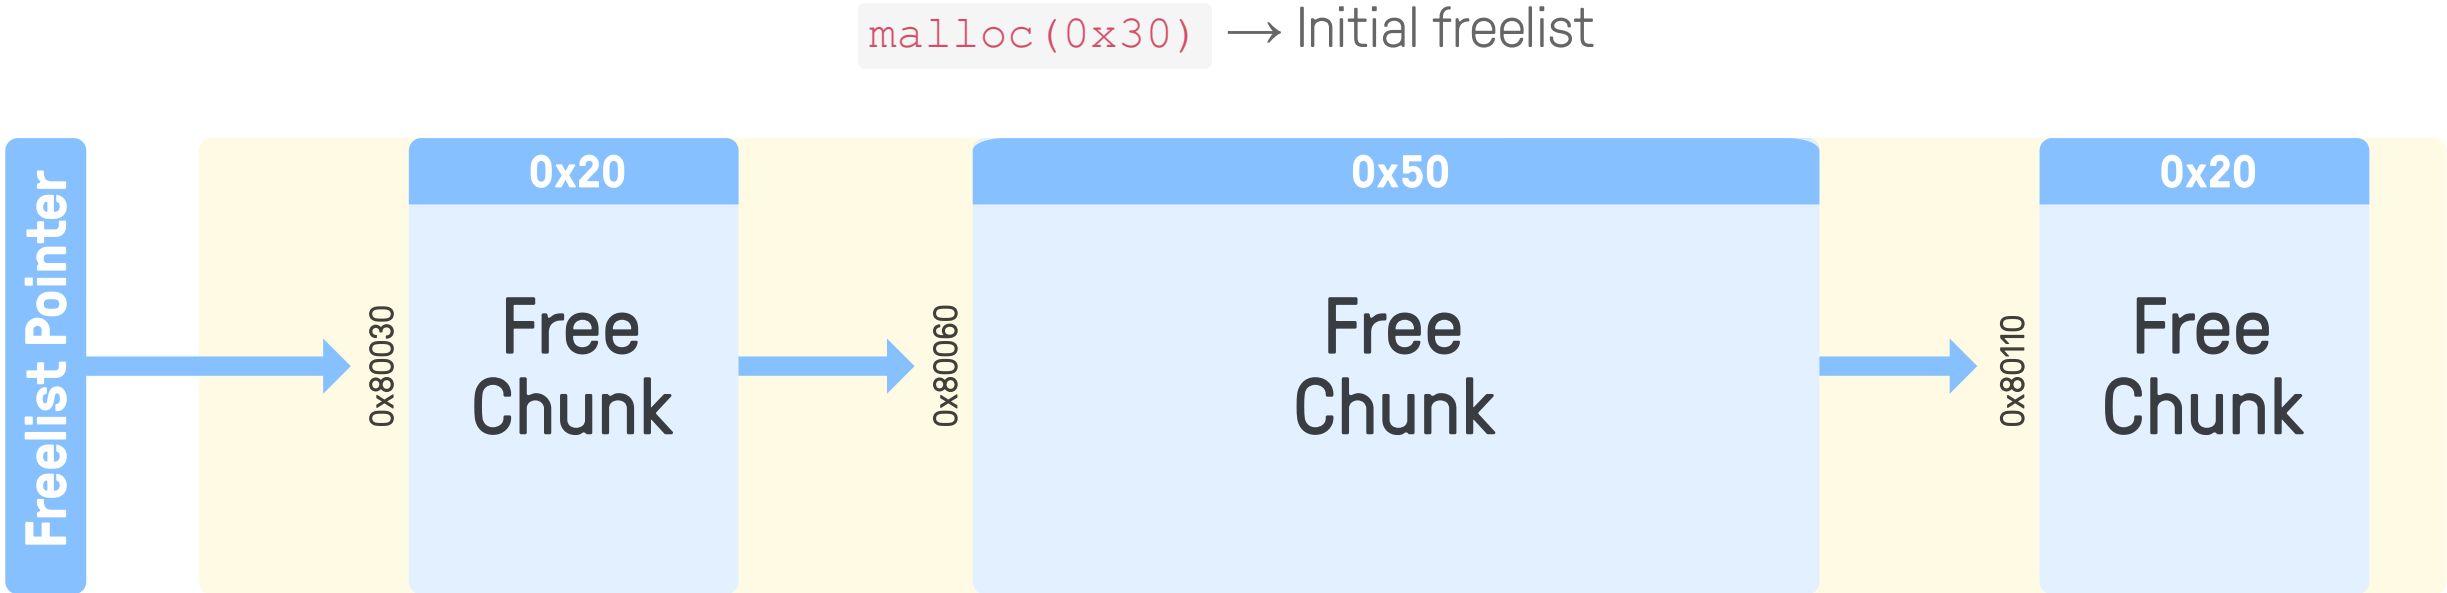 malloc(0x30) → Initial freelist
Freelist Pointer
0x80030
0x20
Free
Chunk
0x80060
0x50
Free
Chunk
0x80110
0x20
Free
Chunk